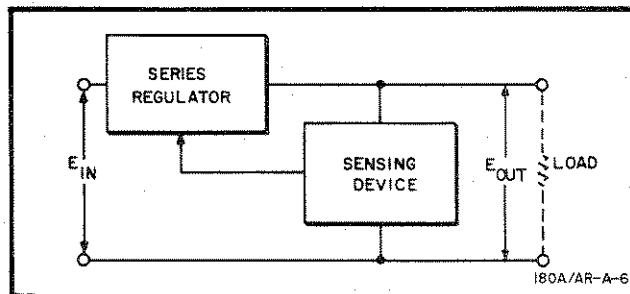 SERIES
REGULATOR
SENSING
DEVICE
E IN
E OUT
LOAD
180A/AR-A-6